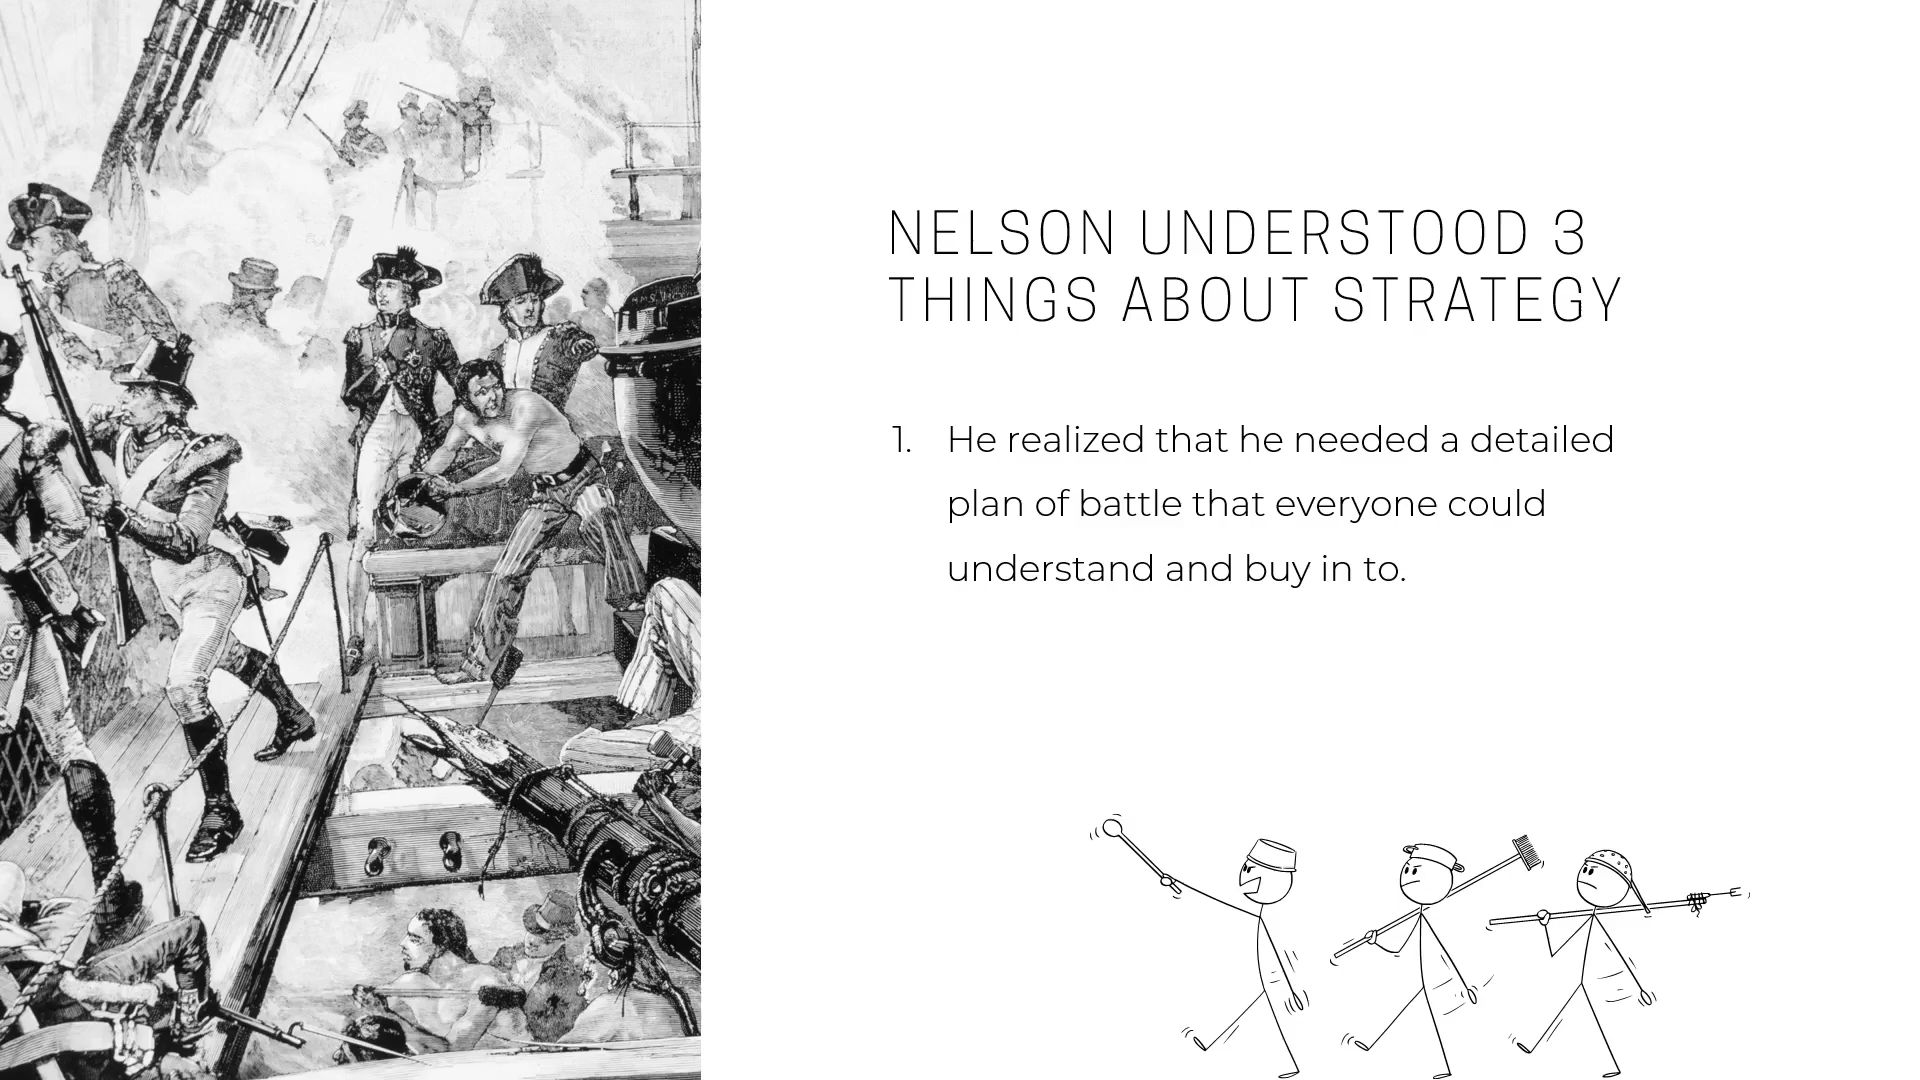 NELSON UNDERSTOOD 3
THINGS ABOUT STRATEGY
1. He realized that he needed a detailed
plan of battle that everyone could
understand and buy in to.